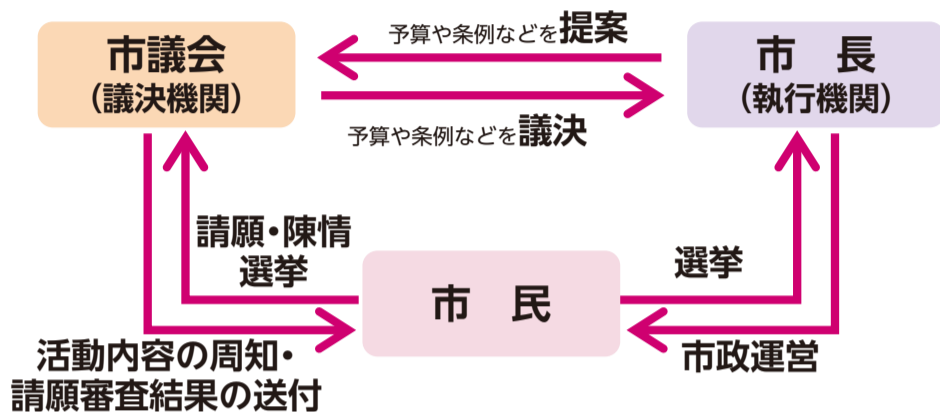 予算や条例などを提案
市議会
(議決機関)
市 長
(執行機関)
予算や条例などを議決
請願・陳情
選挙
選挙
市 民
活動内容の周知・
請願審査結果の送付
市政運営